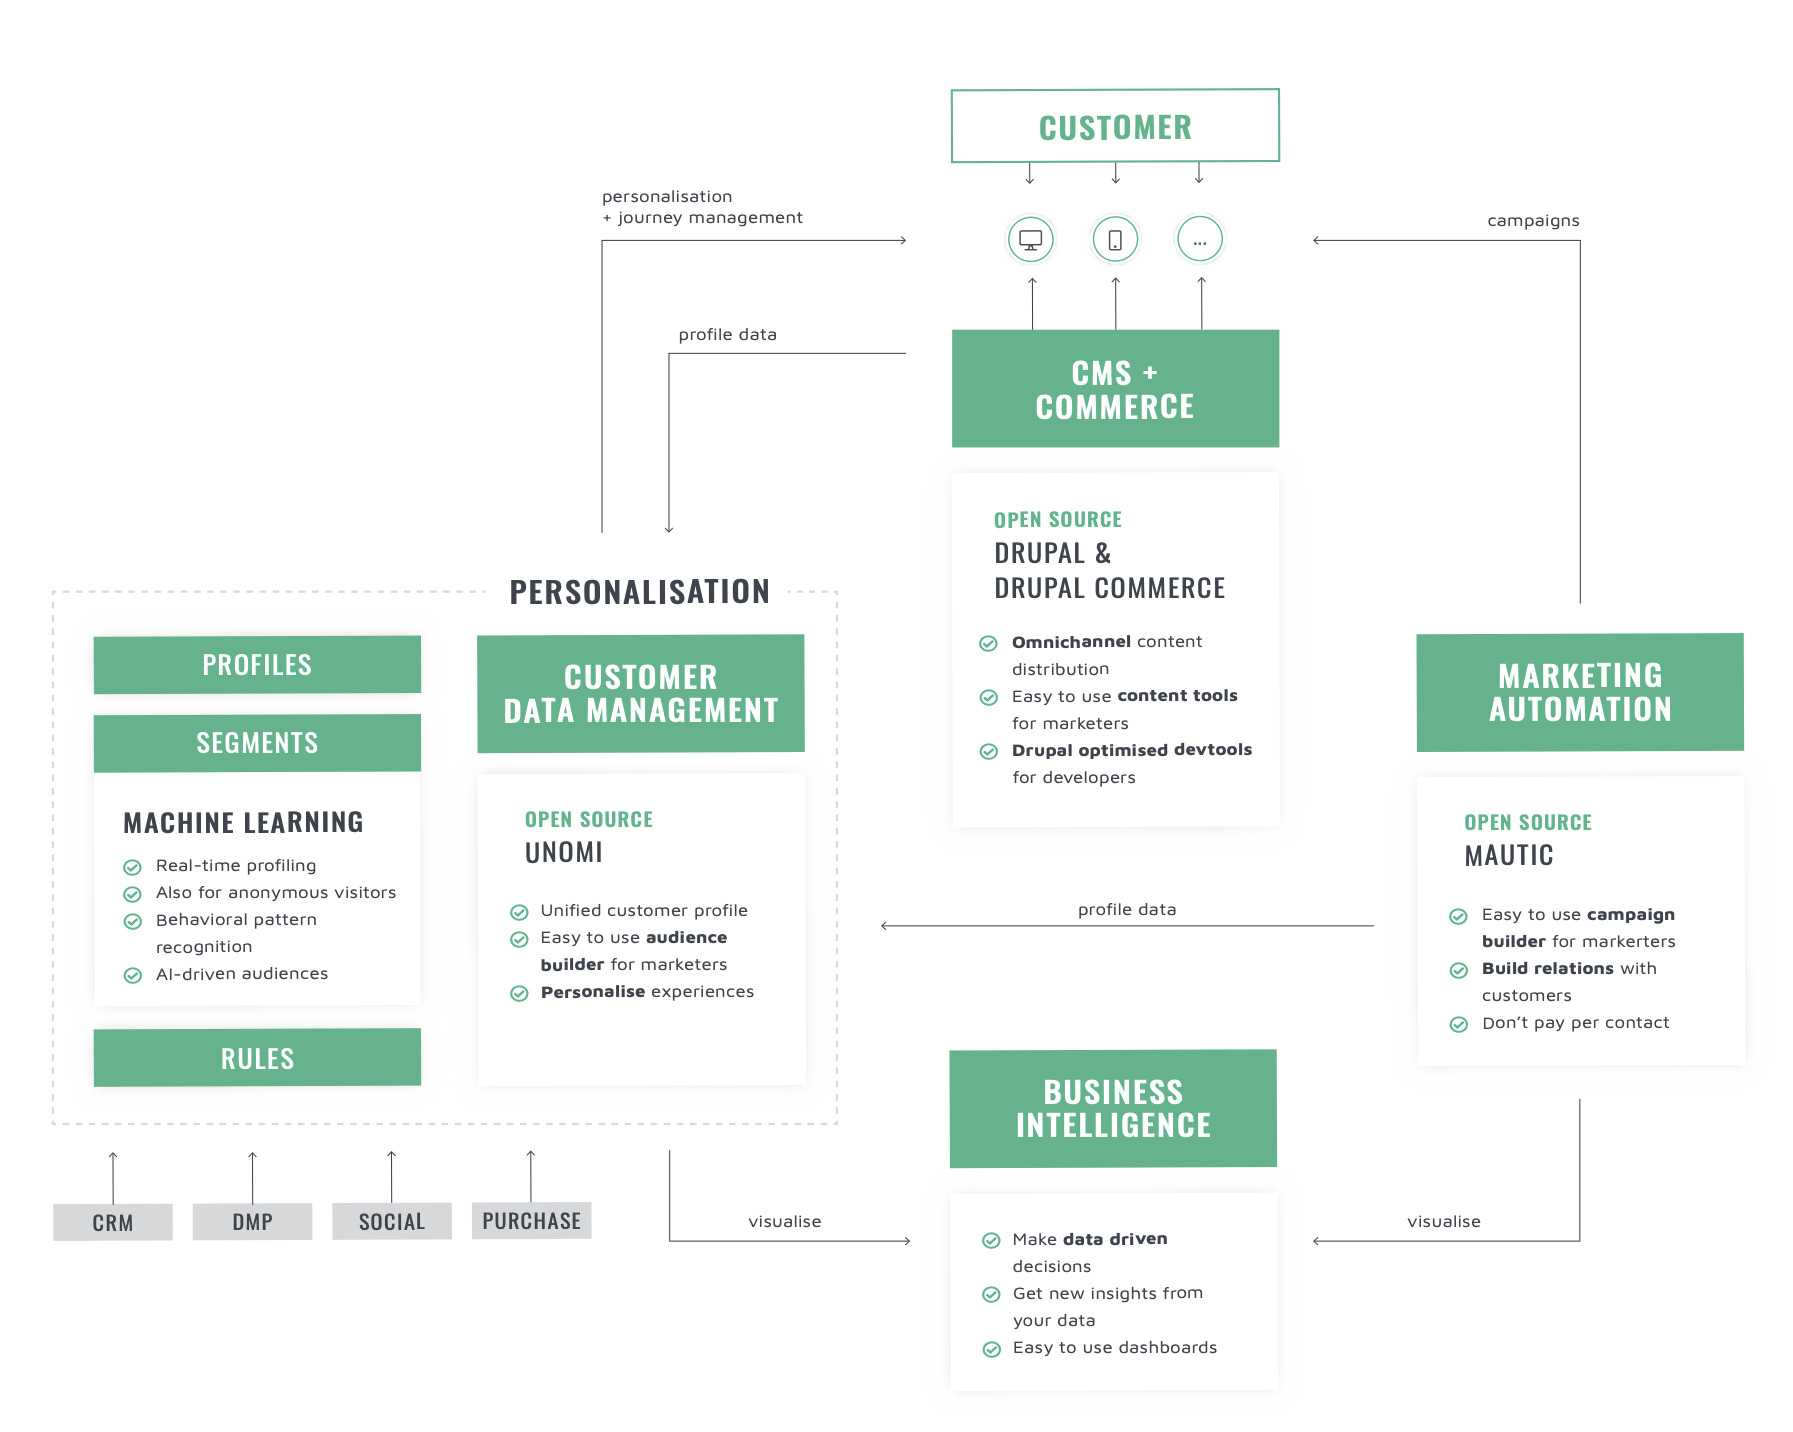 CUSTOMER
personalisation
+ journey management
campaigns
...
profile data
CMS +
COMMERCE
OPEN SOURCE
DRUPAL &
DRUPAL COMMERCE
Omnichannel content
distribution
Easy to use content tools
for marketers
Drupal optimised devtools
for developers
PERSONALISATION
PROFILES
SEGMENTS
MACHINE LEARNING
Real-time profiling
Also for anonymous visitors
Behavioral pattern
recognition
AI-driven audiences
RULES
CUSTOMER
DATA MANAGEMENT
OPEN SOURCE
UNOMI
Unified customer profile
Easy to use audience
builder for marketers
Personalise experiences
MARKETING
AUTOMATION
OPEN SOURCE
MAUTIC
Easy to use campaign
builder for markerters
Build relations with
customers
Don't pay per contact
profile data
BUSINESS
INTELLIGENCE
Make data driven
decisions
Get new insights from
your data
Easy to use dashboards
CRM
DMP
SOCIAL
PURCHASE
visualise
visualise